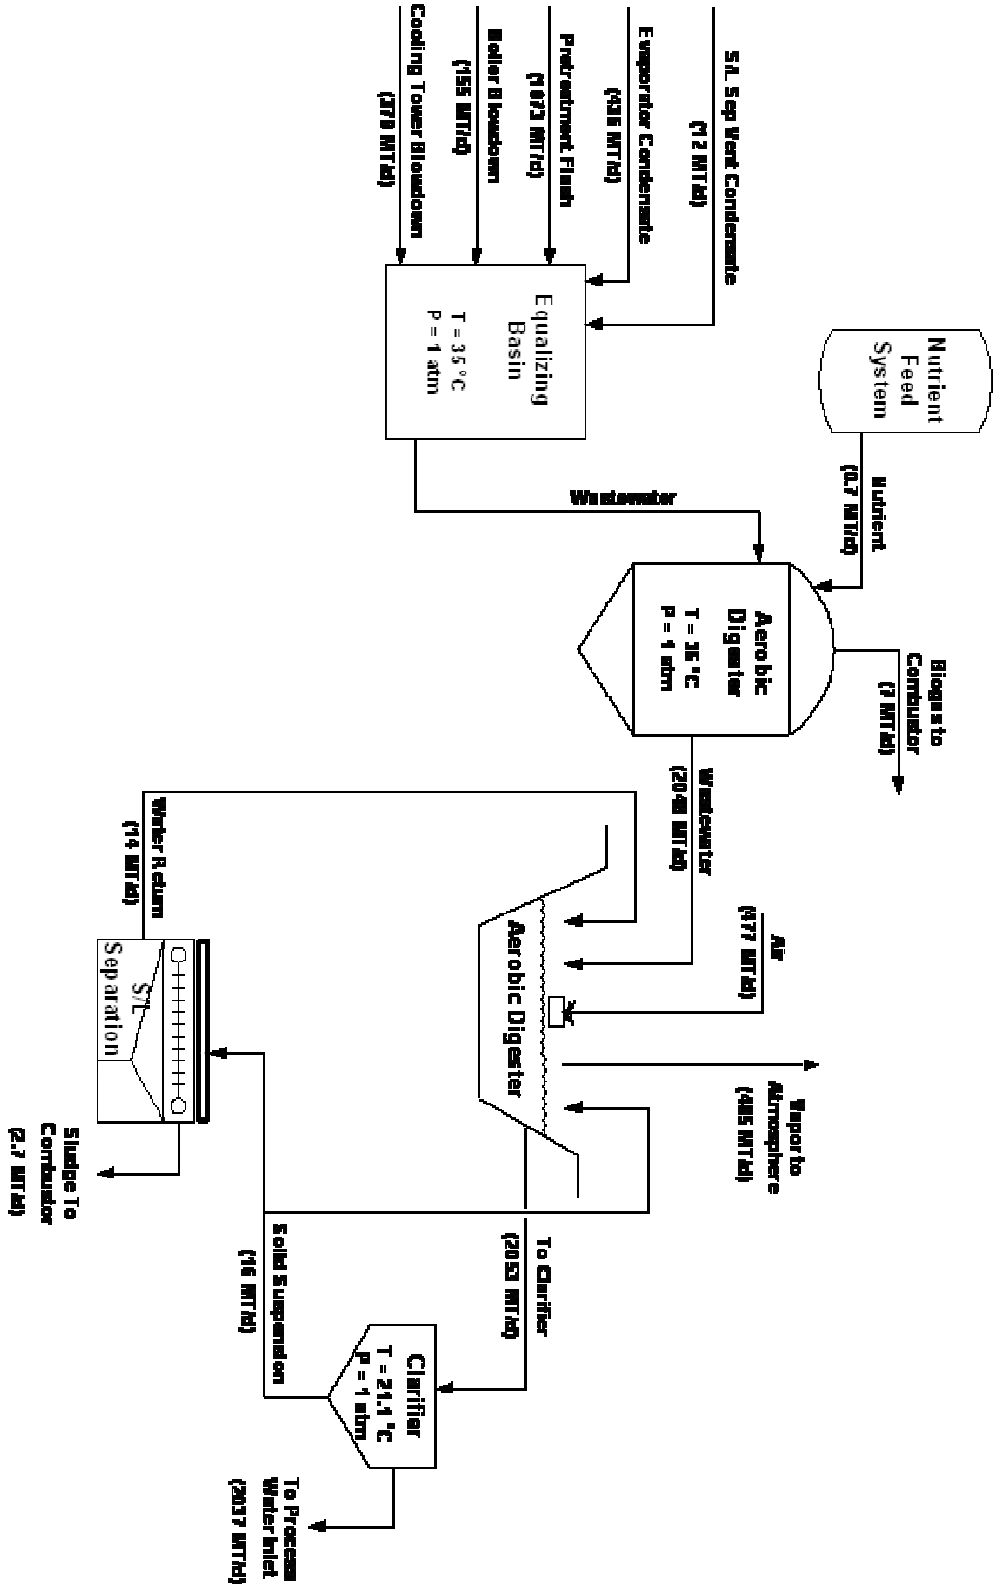 S/L Sep Vent Condensate
(12 MT/d)
Evaporator Condensate
Pretreatment Flash
(1073 MT/d)
Boiler Blowdown
(155 MT/d)
Cooling Tower Blowdown
(378 MT/d)
Equalizing
Basin
T = 35 °C
P = 1 atm
Nutrient
Feed
System
Nutrient
(0.7 MT/d)
Wastewater
Aerobic
Digester
T = 35 °C
P = 1 atm
Biogas to
Combustor
(7 MT/d)
Wastewater
Air
(477 MT/d)
Vapor to
Atmosphere
(485 MT/d)
Aerobic Digester
Water Return
(14 MT/d)
S/L
Separation
Sludge To
Combustor
(2.7 MT/d)
Solid Suspension
(16 MT/d)
To Clarifier
(2053 MT/d)
Clarifier
T = 21.1 °C
P = 1 atm
To Process
Water Inlet
(2037 MT/d)